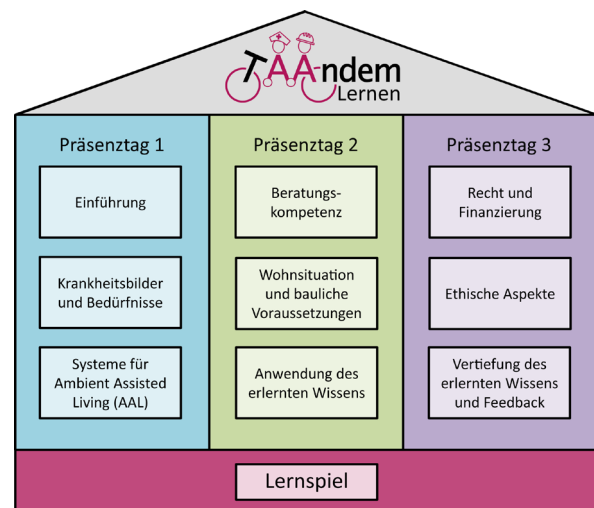 TAAndem
Lernen
Präsenztag 1
Einführung
Krankheitsbilder
und Bedürfnisse
Systeme für
Ambient Assisted
Living (AAL)
Präsenztag 2
Beratungs-
kompetenz
Wohnsituation
und bauliche
Voraussetzungen
Anwendung des
erlernten Wissens
Präsenztag 3
Recht und
Finanzierung
Ethische Aspekte
Vertiefung des
erlernten Wissens
und Feedback
Lernspiel